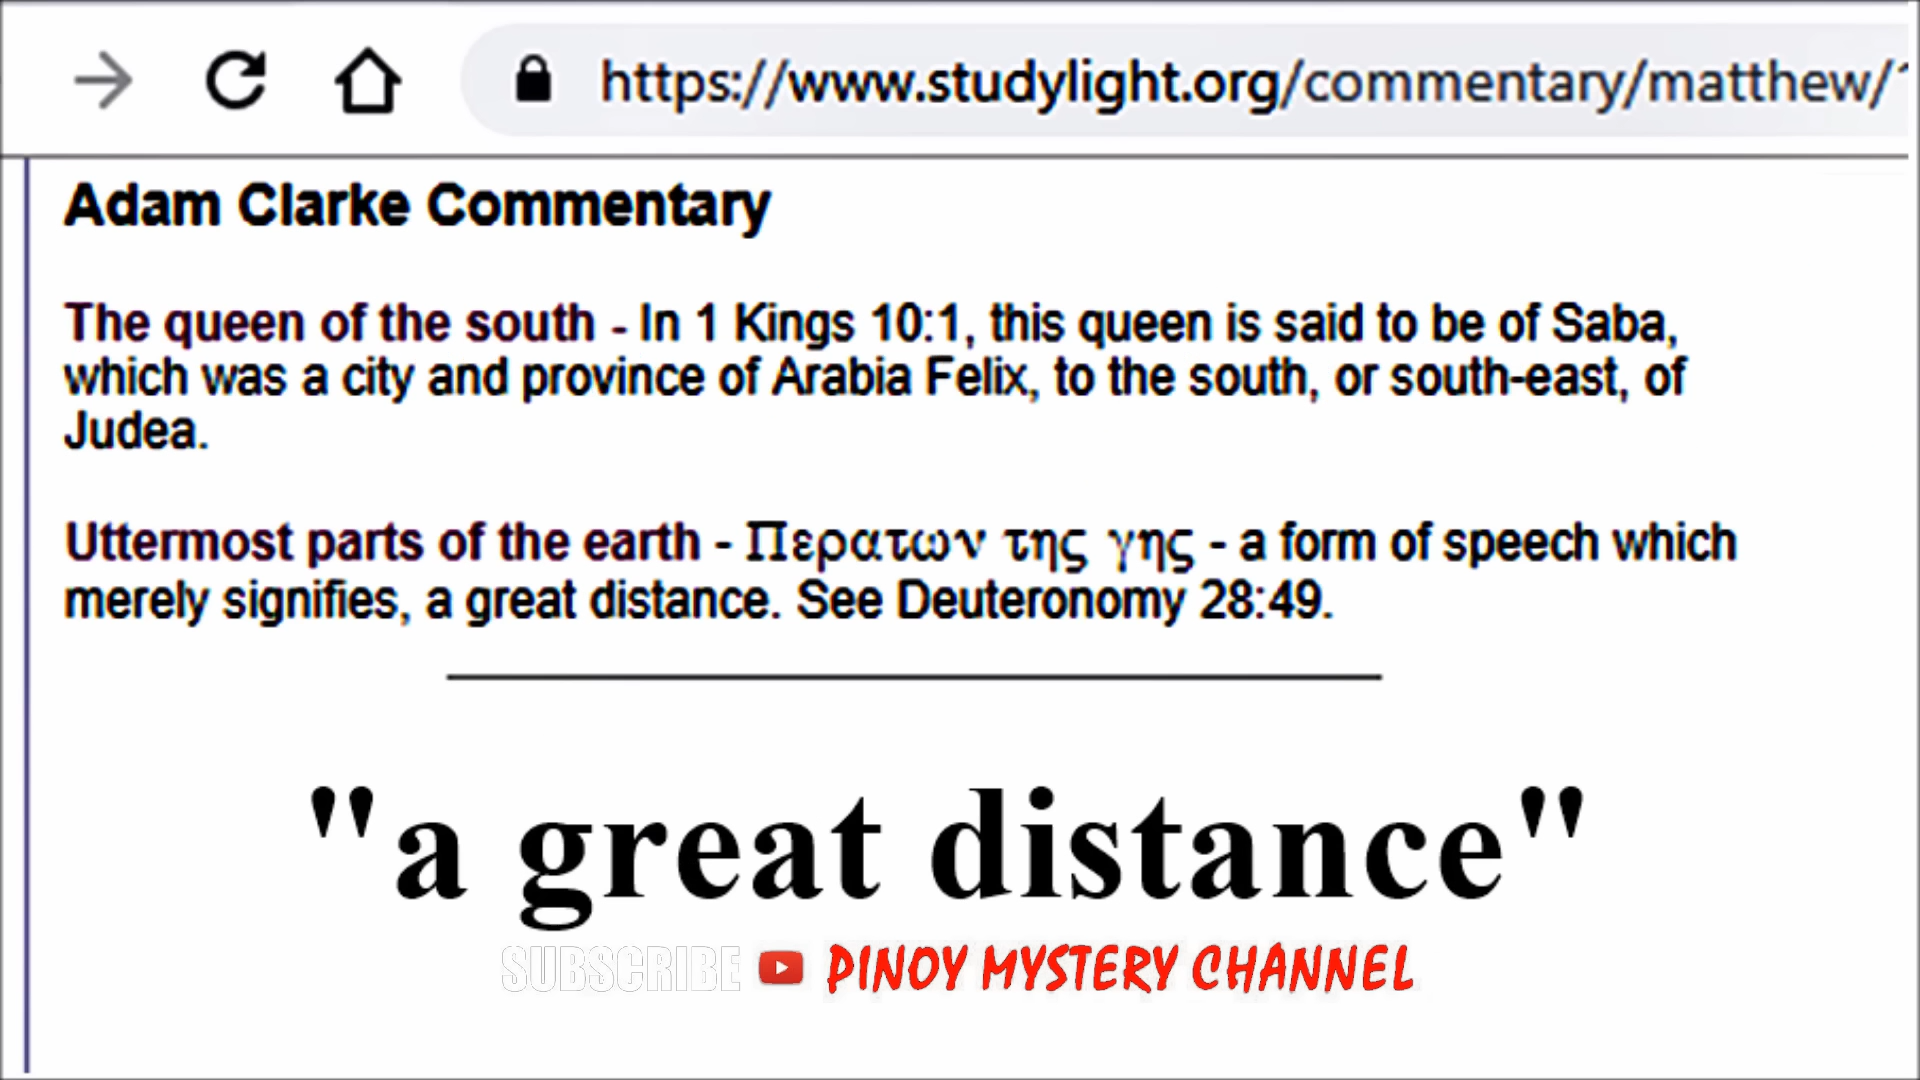 https://www.studylight.org/commentary/matthew/
Adam Clarke Commentary
The queen of the south - In 1 Kings 10:1, this queen is said to be of Saba,
which was a city and province of Arabia Felix, to the south, or south-east, of
Judea.
Uttermost parts of the earth - Περατων της γης - a form of speech which
merely signifies, a great distance. See Deuteronomy 28:49.
"a great distance"
SUBSCRIBE PINOY MYSTERY CHANNEL